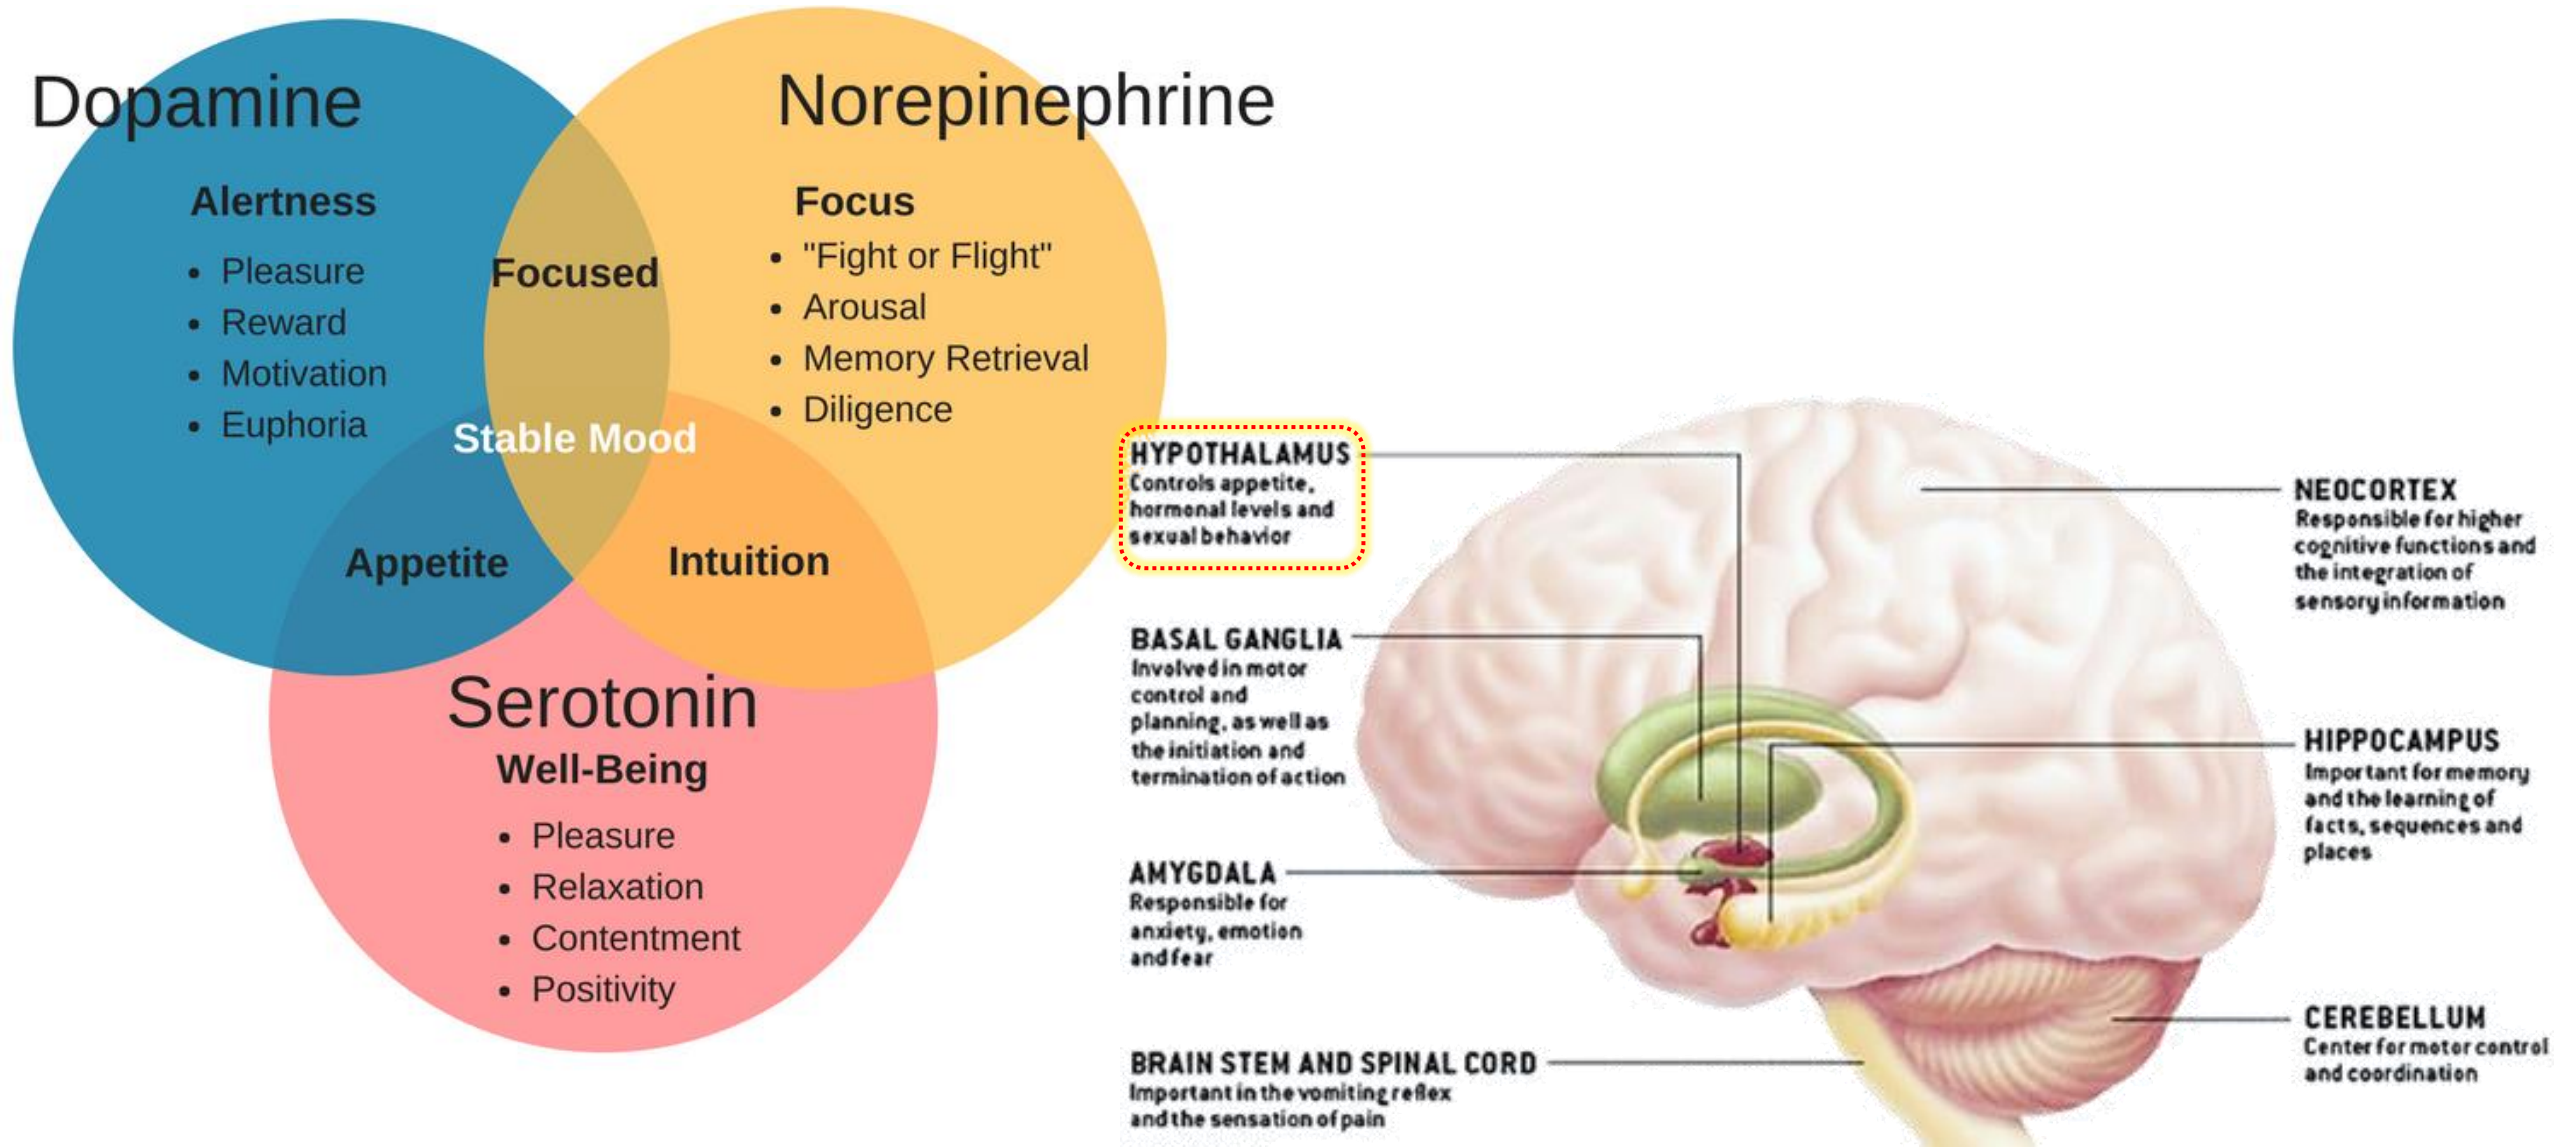 Dopamine
Alertness
• Pleasure
• Reward
• Motivation
• Euphoria
Focused
Norepinephrine
Focus
• "Fight or Flight"
• Arousal
• Memory Retrieval
• Diligence
Stable Mood
Appetite
Intuition
Serotonin
Well-Being
• Pleasure
• Relaxation
• Contentment
• Positivity
HYPOTHALAMUS
Controls appetite,
hormonal levels and
sexual behavior
BASAL GANGLIA
Involved in motor
control and
planning, as well as
the initiation and
termination of action
AMYGDALA
Responsible for
anxiety, emotion
and fear
BRAIN STEM AND SPINAL CORD
Important in the vomiting reflex
and the sensation of pain
NEOCORTEX
Responsible for higher
cognitive functions and
the integration of
sensory information
HIPPOCAMPUS
Important for memory
and the learning of
facts, sequences and
places
CEREBELLUM
Center for motor control
and coordination